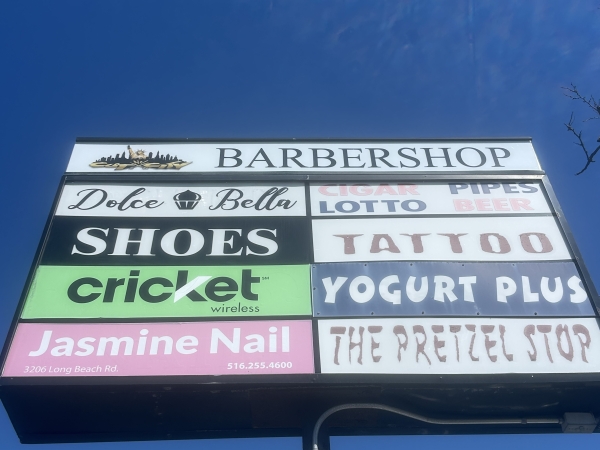 BARBERSHOP
Dolce Bella
SHOES
cricket
wireless
Jasmine Nail
3206 Long Beach Rd. 516.255.4600
CIGAR PIPES
LOTTO BEER
TATTOO
YOGURT PLUS
THE PRETZEL STOP